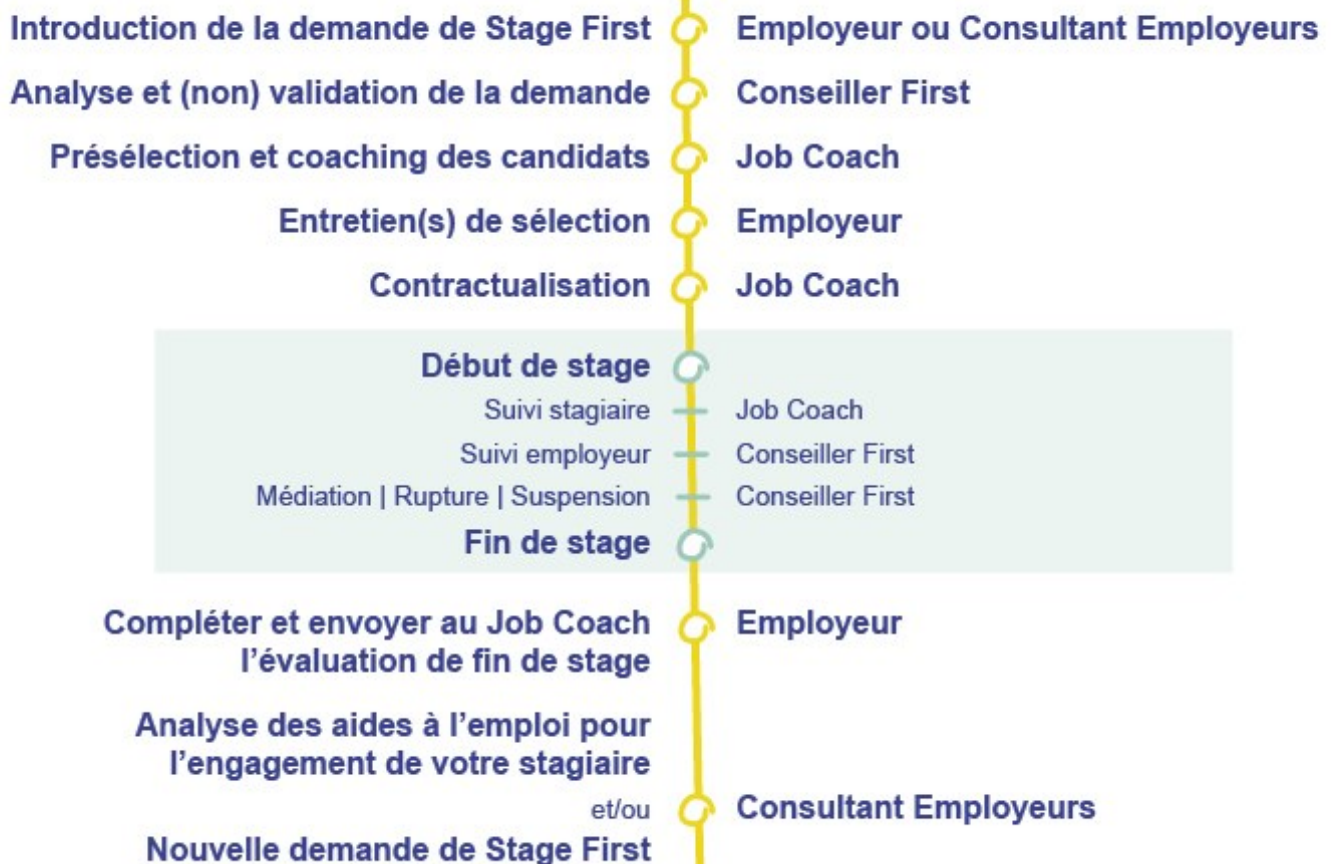 Introduction de la demande de Stage First Employeur ou Consultant Employeurs
Analyse et (non) validation de la demande Conseiller First
Présélection et coaching des candidats Job Coach
Entretien(s) de sélection Employeur
Contractualisation Job Coach
Début de stage
Suivi stagiaire Job Coach
Suivi employeur Conseiller First
Médiation | Rupture | Suspension Conseiller First
Fin de stage
Compléter et envoyer au Job Coach Employeur
l'évaluation de fin de stage
Analyse des aides à l'emploi pour
l'engagement de votre stagiaire
et/ou Consultant Employeurs
Nouvelle demande de Stage First